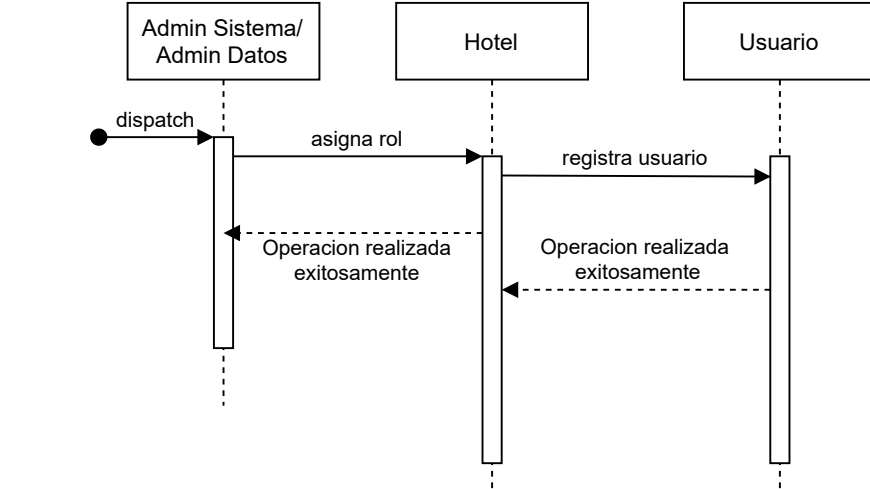 Admin Sistema/
Admin Datos
Hotel
Usuario
dispatch
asigna rol
registra usuario
Operacion realizada
exitosamente
Operacion realizada
exitosamente